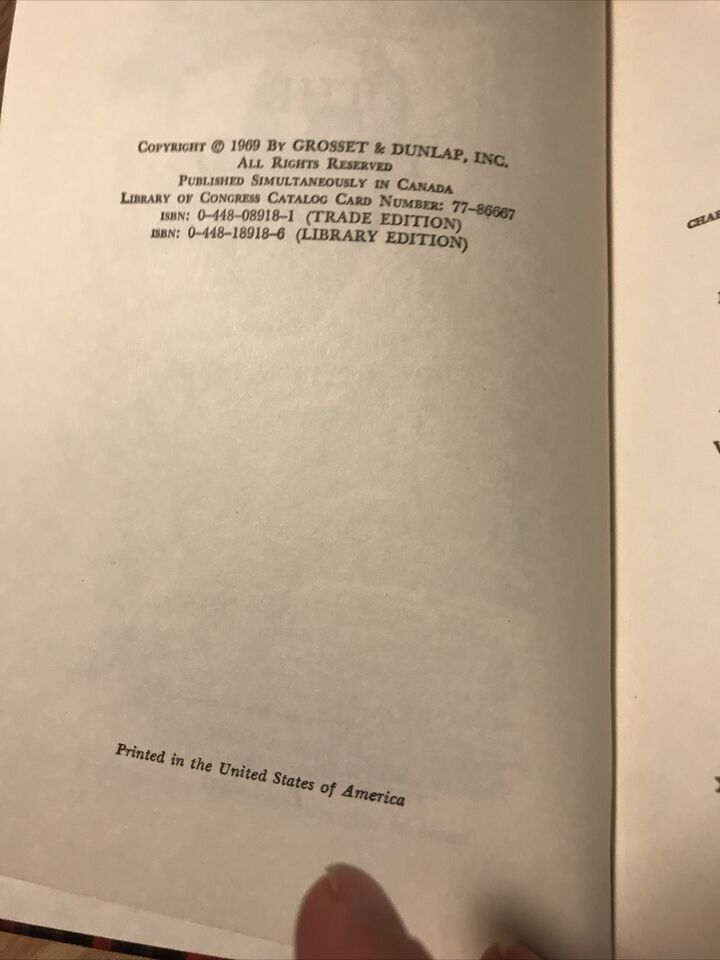 COPYRIGHT © 1969 BY GROSSET & DUNLAP, INC.
ALL RIGHTS RESERVED
PUBLISHED SIMULTANEOUSLY IN CANADA
LIBRARY OF CONGRESS CATALOG CARD NUMBER: 77-86667
ISBN: 0-448-08918-1 (TRADE EDITION)
ISBN: 0-448-18918-6 (LIBRARY EDITION)
Printed in the United States of America